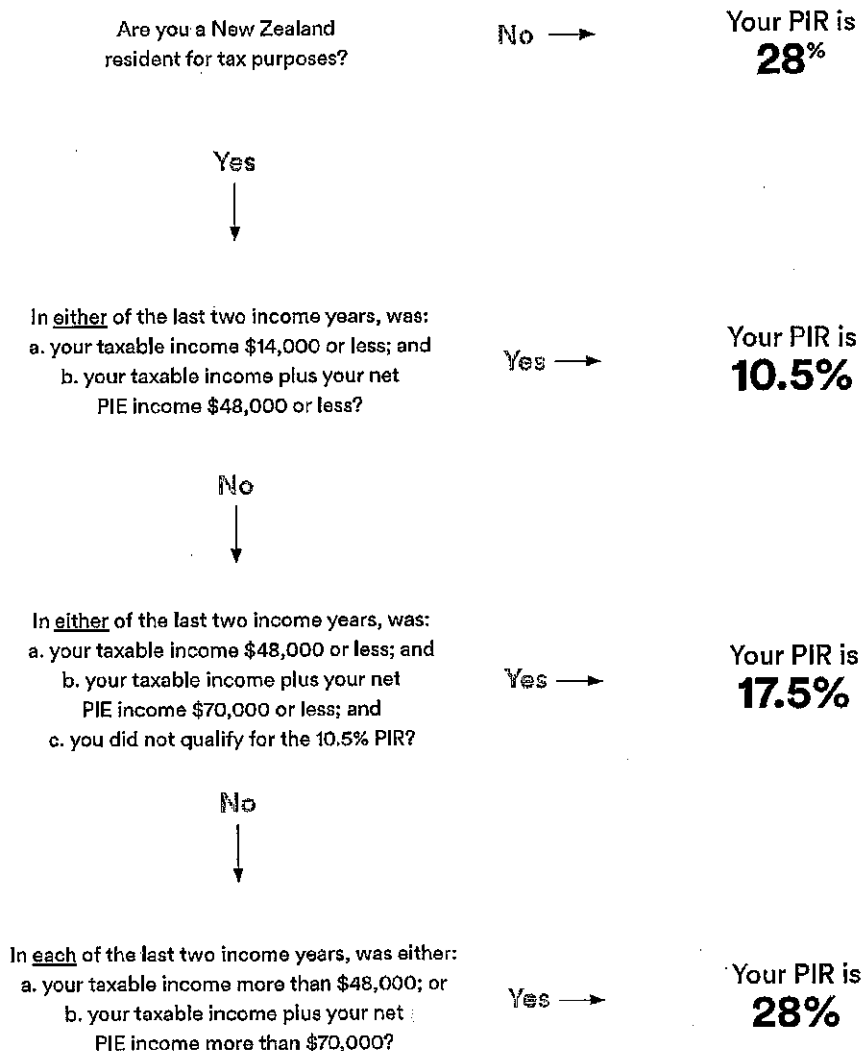 Are you a New Zealand
resident for tax purposes?
No
Your PIR is
28%
Yes
In either of the last two income years, was:
a. your taxable income $14,000 or less; and
b. your taxable income plus your net
PIE income $48,000 or less?
Yes
Your PIR is
10.5%
No
In either of the last two income years, was:
a. your taxable income $48,000 or less; and
b. your taxable income plus your net
PIE income $70,000 or less; and
c. you did not qualify for the 10.5% PIR?
Yes
Your PIR is
17.5%
No
In each of the last two income years, was either:
a. your taxable income more than $48,000; or
b. your taxable income plus your net
PIE income more than $70,000?
Yes
Your PIR is
28%